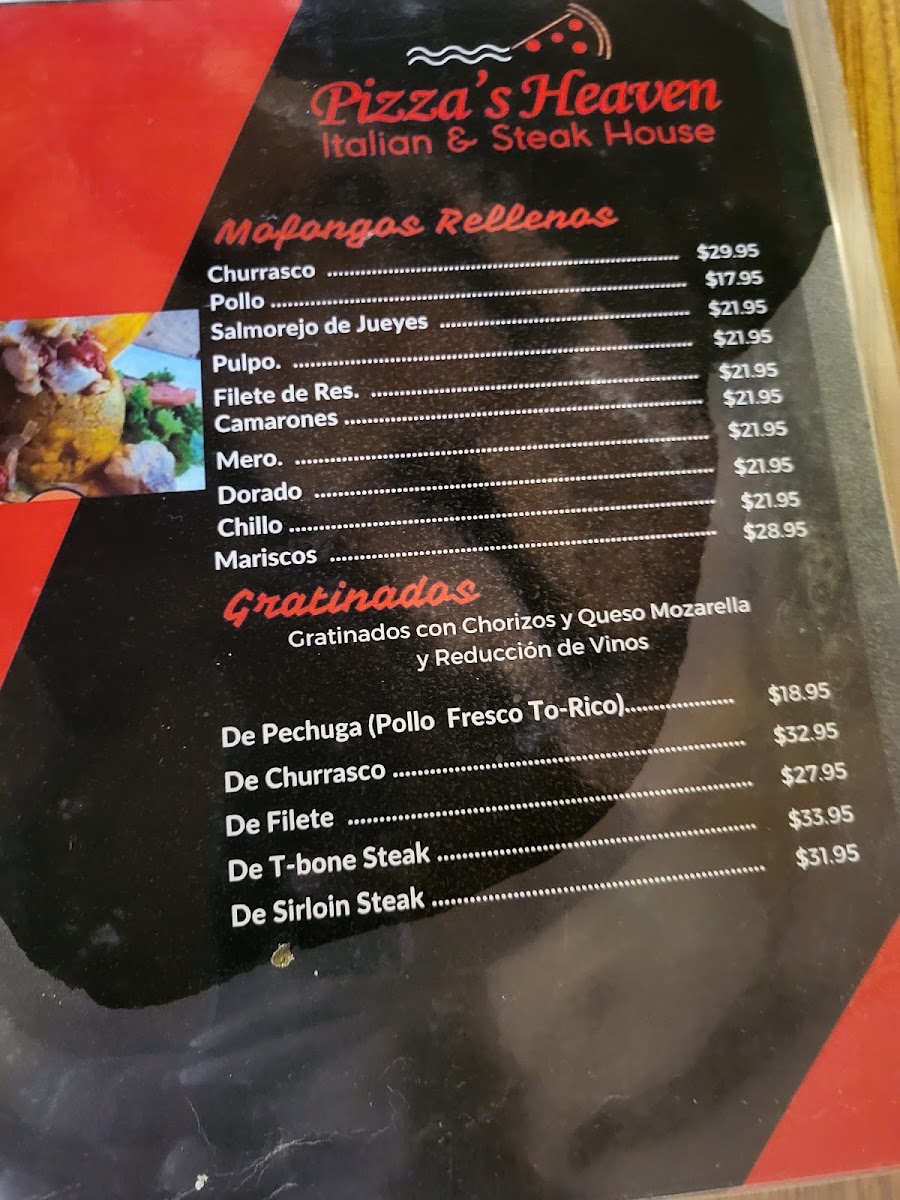 Pizza's Heaven
Italian & Steak House
Mofongos Rellenos
Churrasco ........ $29.95
Pollo ........ $17.95
Salmorejo de Jueyes ........ $21.95
Pulpo. ........ $21.95
Filete de Res. ........ $21.95
Camarones ........ $21.95
Mero. ........ $21.95
Dorado ........ $21.95
Chillo ........ $21.95
Mariscos ........ $28.95
Gratinados
Gratinados con Chorizos y Queso Mozarella
y Reducción de Vinos
De Pechuga (Pollo Fresco To-Rico)........ $18.95
De Churrasco ........ $32.95
De Filete ........ $27.95
De T-bone Steak ........ $33.95
De Sirloin Steak ........ $31.95